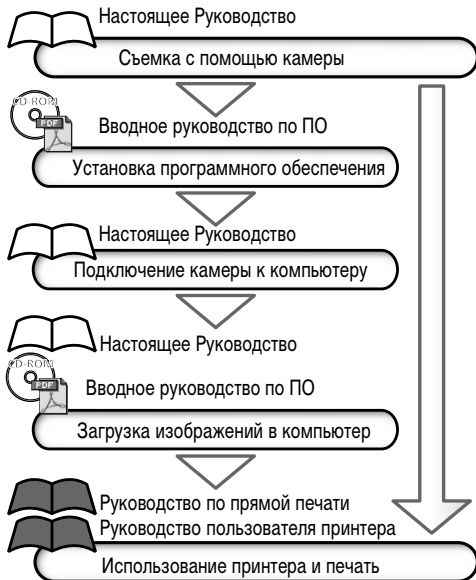 Настоящее Руководство
Съемка с помощью камеры
CD-ROM
PDF
Вводное руководство по ПО
Установка программного обеспечения
Настоящее Руководство
Подключение камеры к компьютеру
Настоящее Руководство
CD-ROM
PDF
Вводное руководство по ПО
Загрузка изображений в компьютер
Руководство по прямой печати
Руководство пользователя принтера
Использование принтера и печать